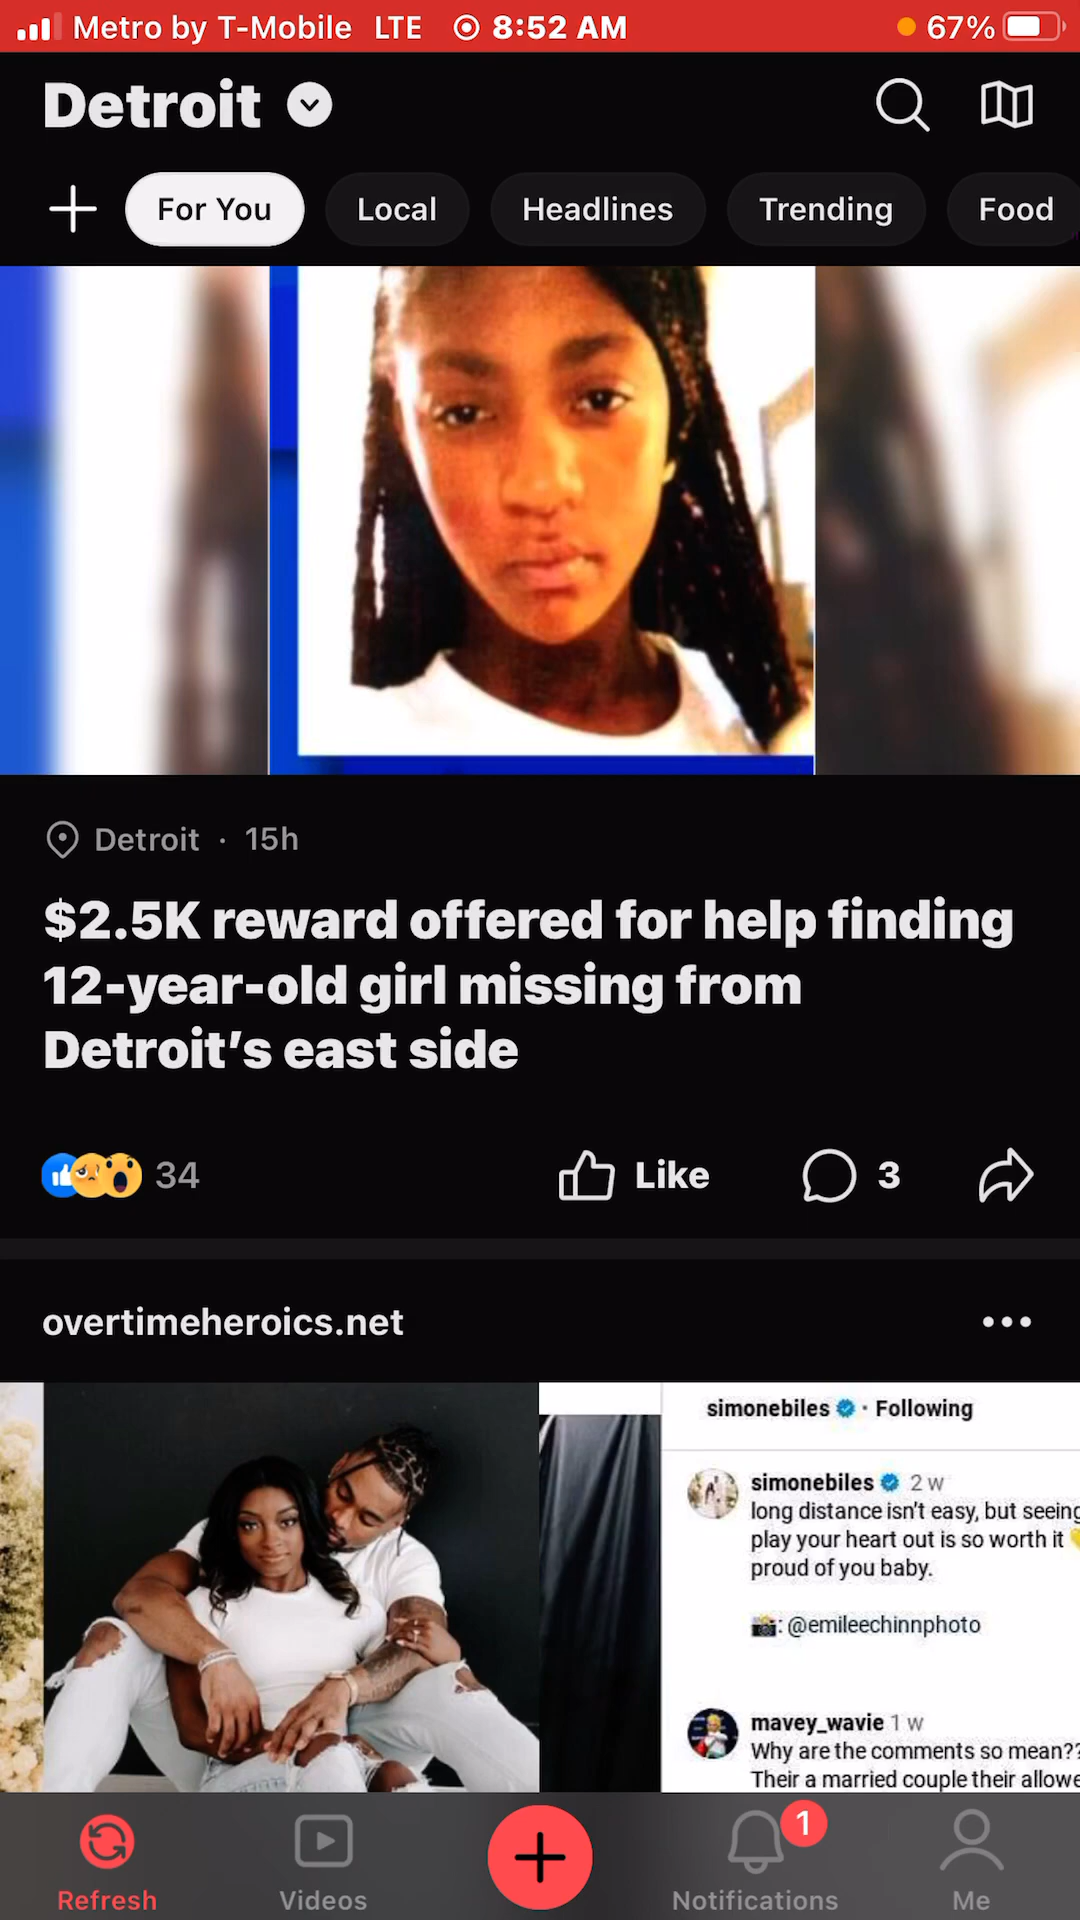 Metro by T-Mobile LTE 8:52 AM 67%
Detroit
For You Local Headlines Trending Food
Detroit · 15h
$2.5K reward offered for help finding
12-year-old girl missing from
Detroit's east side
34 Like 3
overtimeheroics.net
simonebiles · Following
simonebiles 2 w
long distance isn't easy, but seeing
play your heart out is so worth it
proud of you baby.
: @emileechinnphoto
mavey_wavie 1 w
Why are the comments so mean??
Their a married couple their allowe
1
Refresh Videos Notifications Me